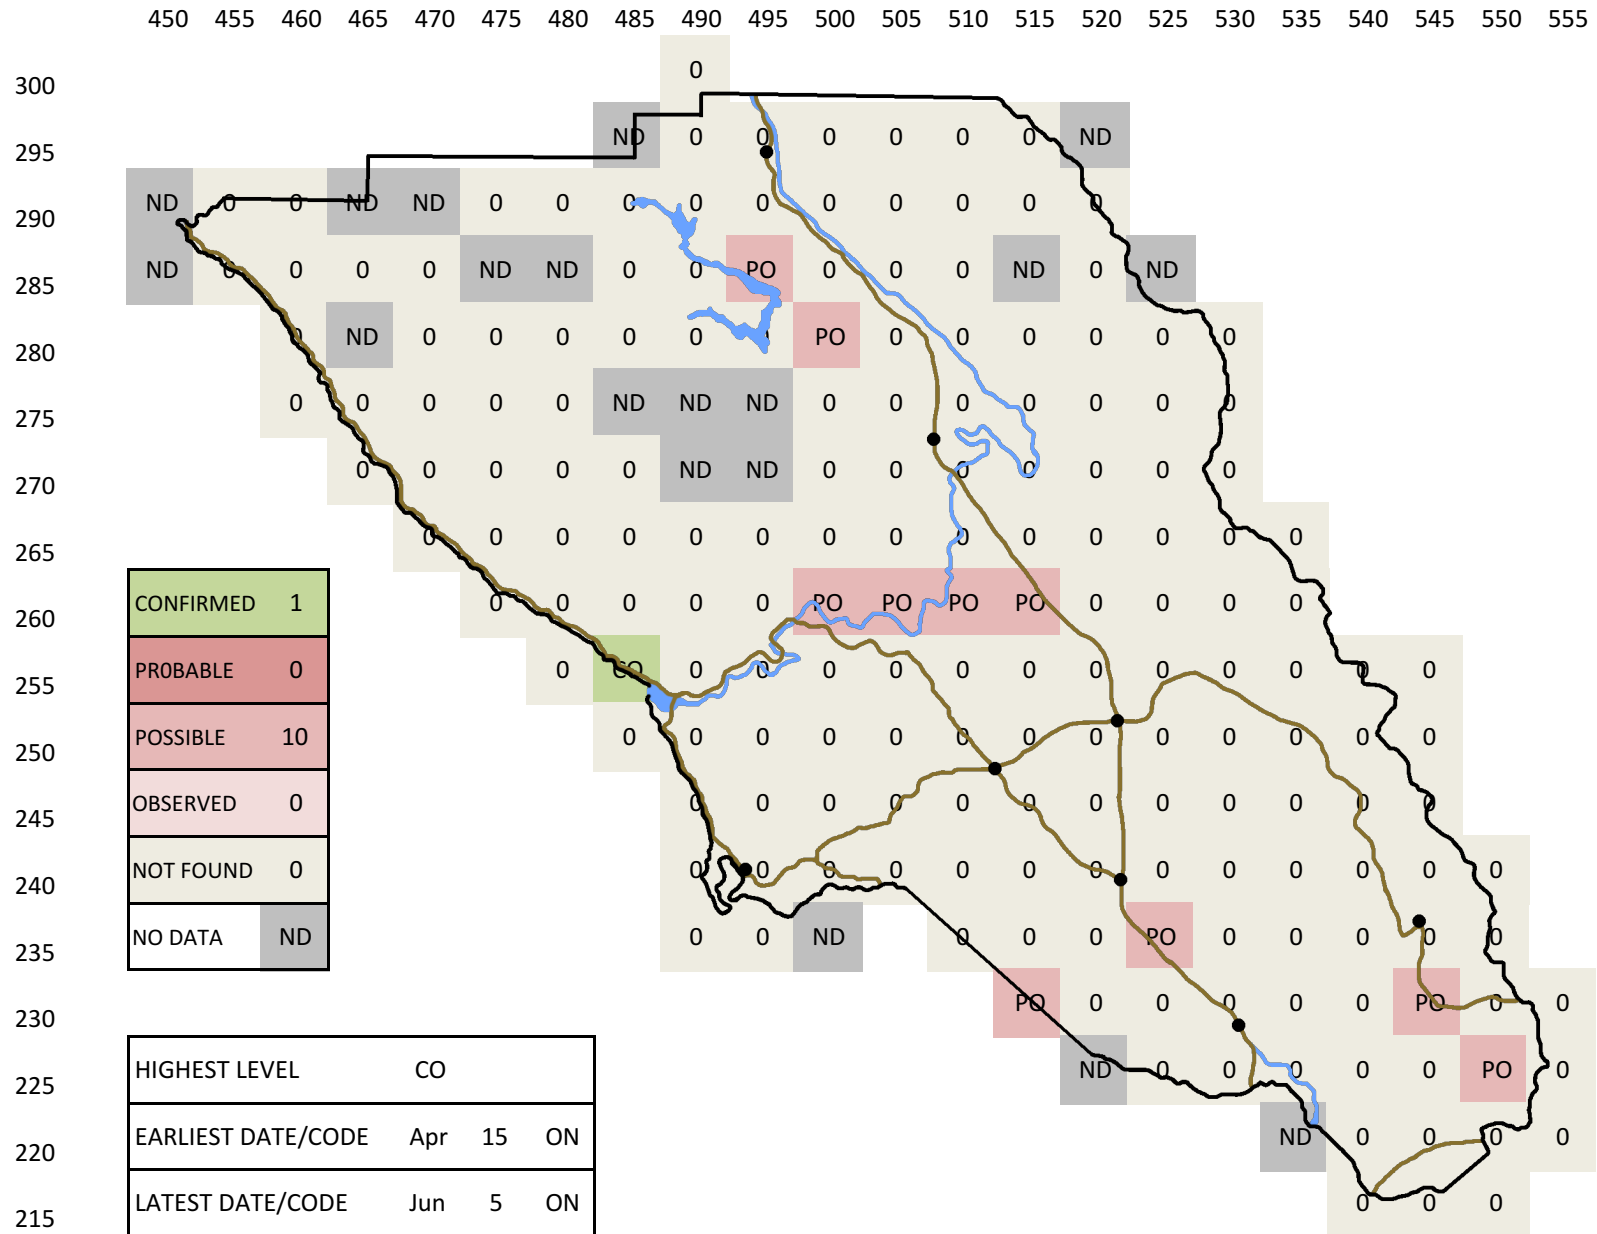 450 455 460 465 470 475 480 485 490 495 500 505 510 515 520 525 530 535 540 545 550 555
0
300
ND 0 0 0 0 0 0 ND
295
ND 0 0 ND ND 0 0 0 0 0 0 0 0 0 0
290
ND 0 0 0 0 ND ND 0 0 PO 0 0 0 ND 0 ND
285
0 ND 0 0 0 0 0 0 PO 0 0 0 0 0 0
280
0 0 0 0 0 ND ND ND 0 0 0 0 0 0 0
275
0 0 0 0 0 ND ND 0 0 0 0 0 0 0
270
0 0 0 0 0 0 0 0 0 0 0 0 0 0
265
0 0 0 0 0 PO PO PO PO 0 0 0 0
260
CONFIRMED 1
0 CO 0 0 0 0 0 0 0 0 0 0 0 0
255
PR0BABLE 0
0 0 0 0 0 0 0 0 0 0 0 0 0
250
POSSIBLE 10
0 0 0 0 0 0 0 0 0 0 0 0
245
OBSERVED 0
0 0 0 0 0 0 0 0 0 0 0 0 0
240
NOT FOUND 0
0 0 ND 0 0 0 PO 0 0 0 0 0
235
NO DATA ND
PO 0 0 0 0 0 PO 0 0
230
ND 0 0 0 0 0 PO 0
225
HIGHEST LEVEL CO
ND 0 0 0 0
220
EARLIEST DATE/CODE Apr 15 ON
0 0 0
215
LATEST DATE/CODE Jun 5 ON